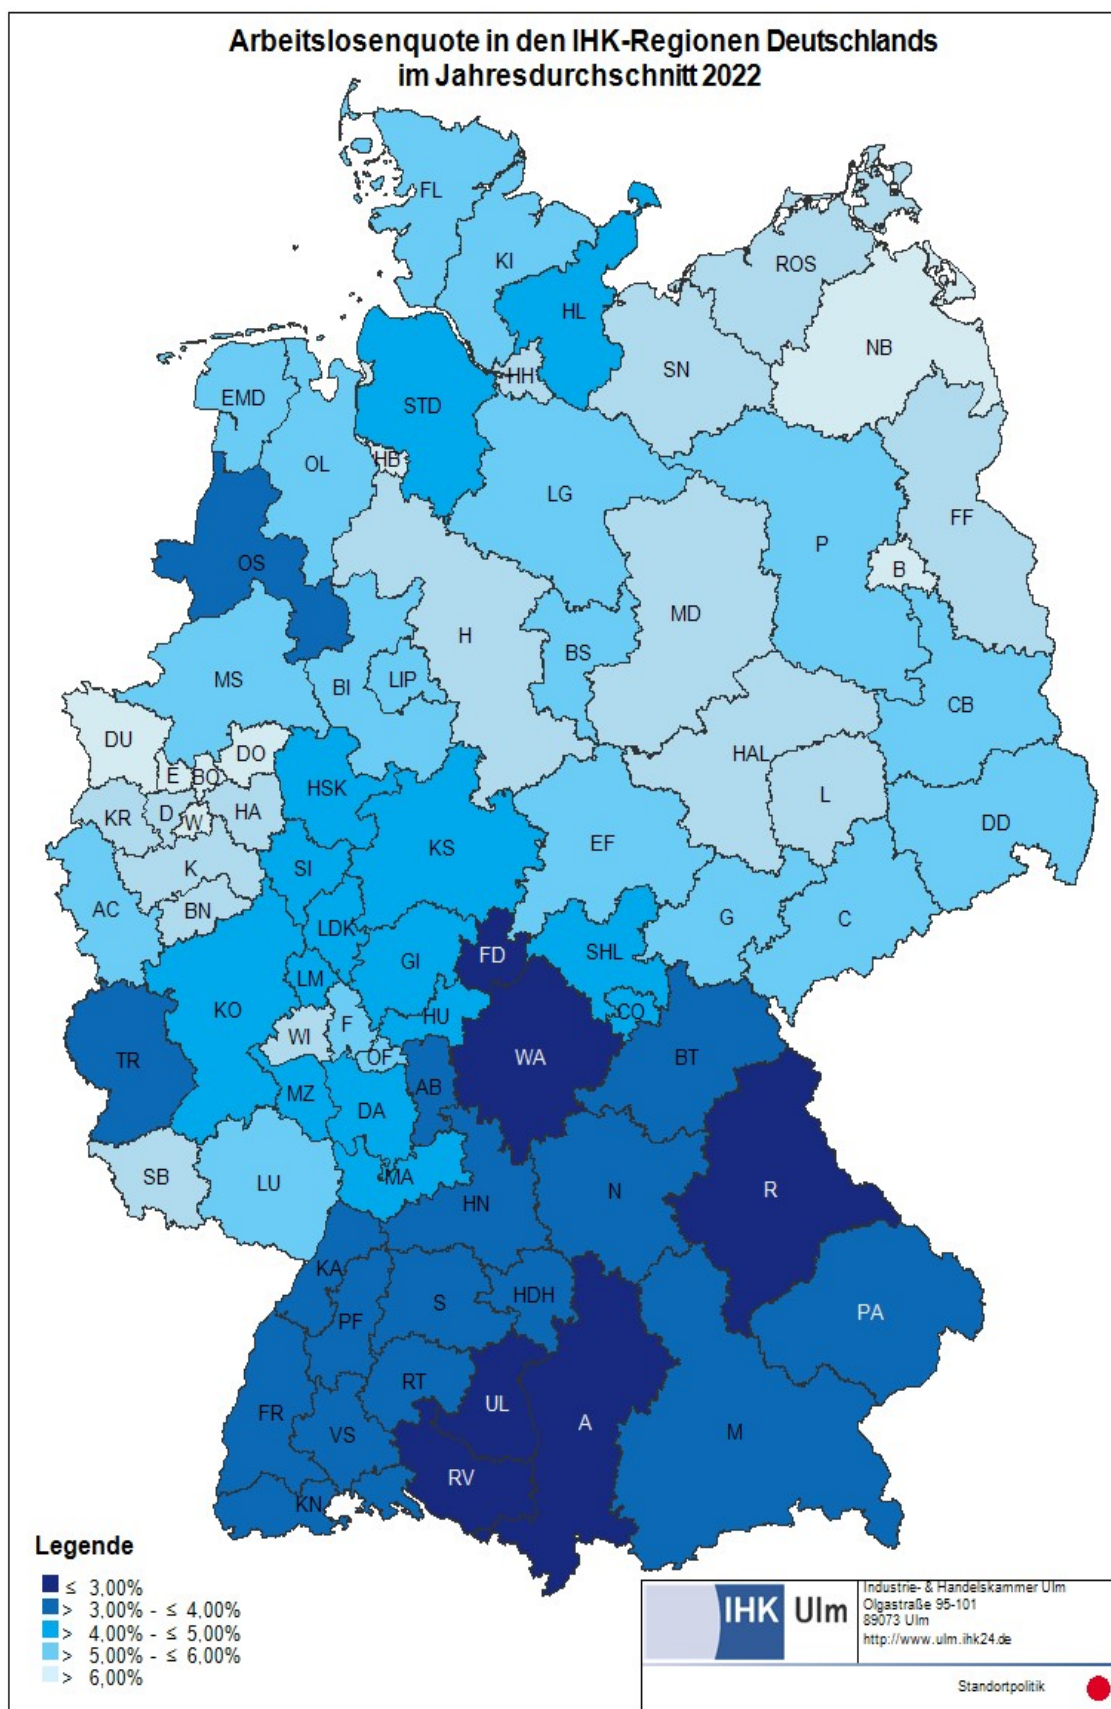 Arbeitslosenquote in den IHK-Regionen Deutschlands
im Jahresdurchschnitt 2022
FL
KI
HL
ROS
NB
SN
HH
STD
EMD
OL
HB
LG
P
FF
B
OS
H
MD
BS
MS
BI
LIP
CB
DU
DO
E
BO
HSK
HAL
L
DD
KR
D
W
HA
KS
EF
K
SI
AC
BN
LDK
G
C
GI
FD
SHL
LM
KO
HU
CO
F
WI
OF
WA
BT
TR
AB
MZ
DA
SB
LU
MA
HN
N
R
KA
PF
S
HDH
PA
RT
UL
A
M
FR
VS
RV
KN
Legende
≤ 3,00%
> 3,00% - ≤ 4,00%
> 4,00% - ≤ 5,00%
> 5,00% - ≤ 6,00%
> 6,00%
IHK Ulm
Industrie- & Handelskammer Ulm
Olgastraße 95-101
89073 Ulm
http://www.ulm.ihk24.de
Standortpolitik